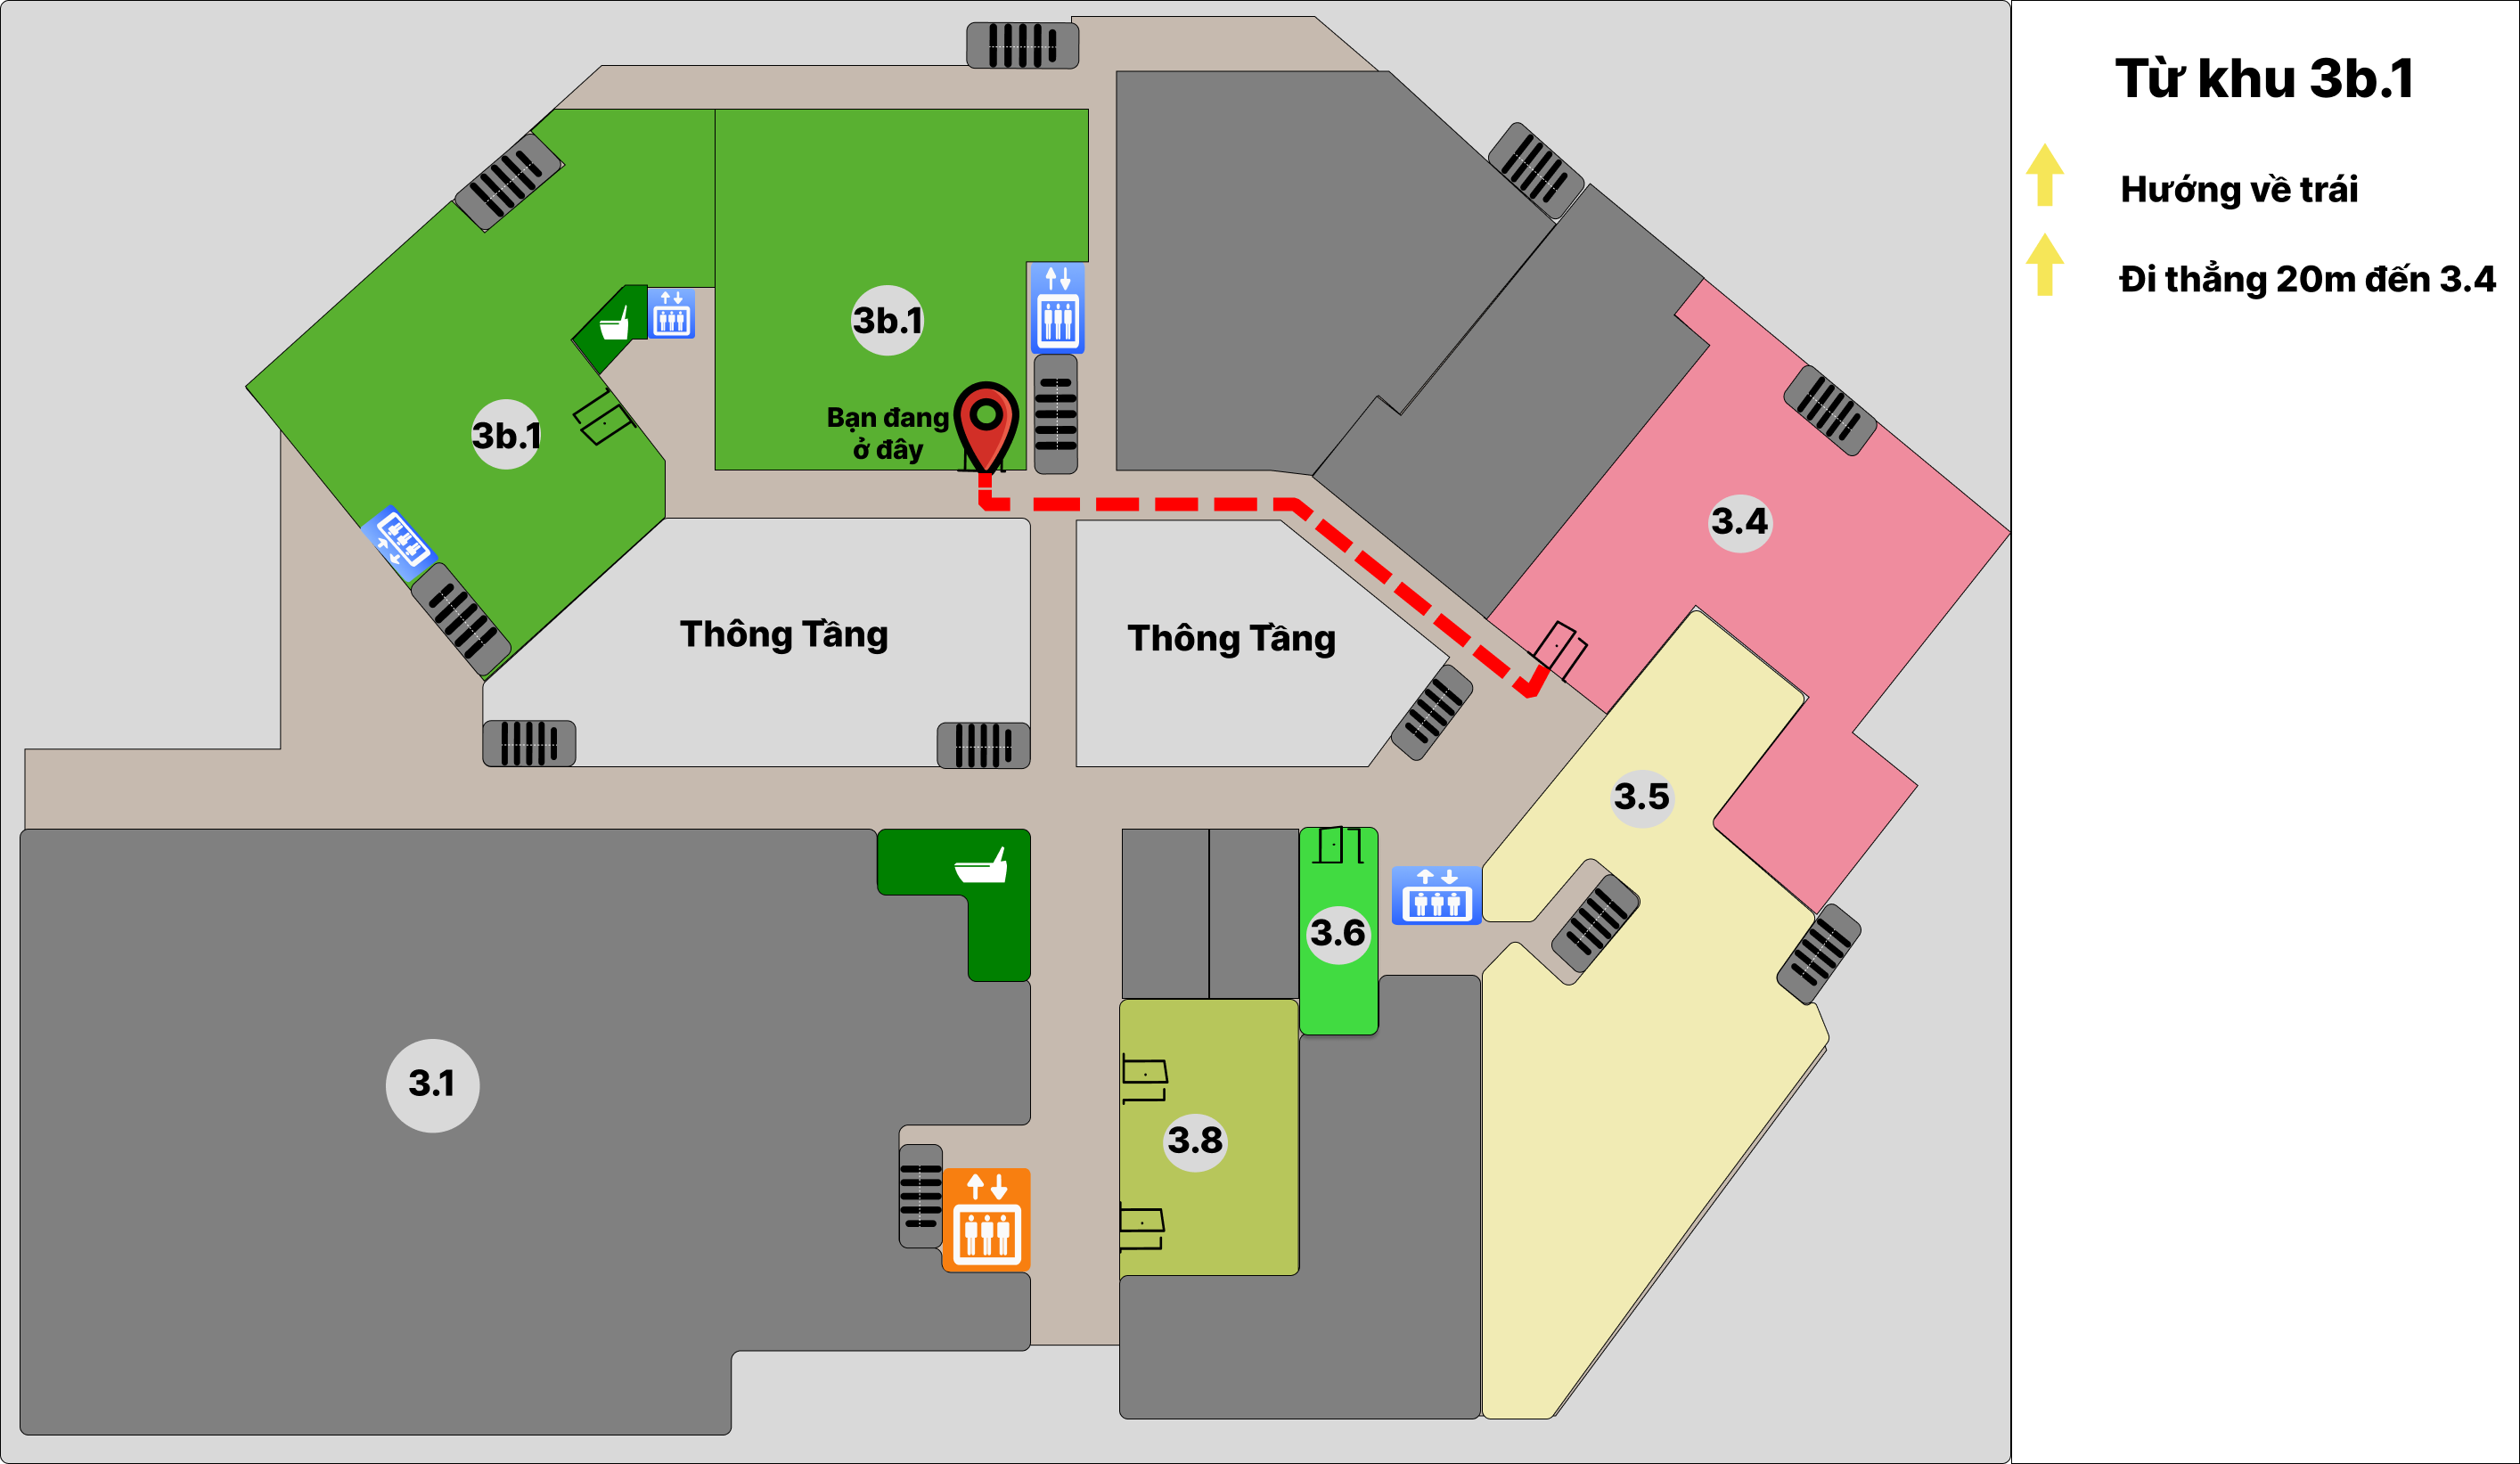 Từ khu 3b.1
Hướng về trái
Đi thẳng 20m đến 3.4
3b.1
3b.1
Bạn đang
ở đây
3.4
Thông Tầng
Thông Tầng
3.5
3.6
3.1
3.8